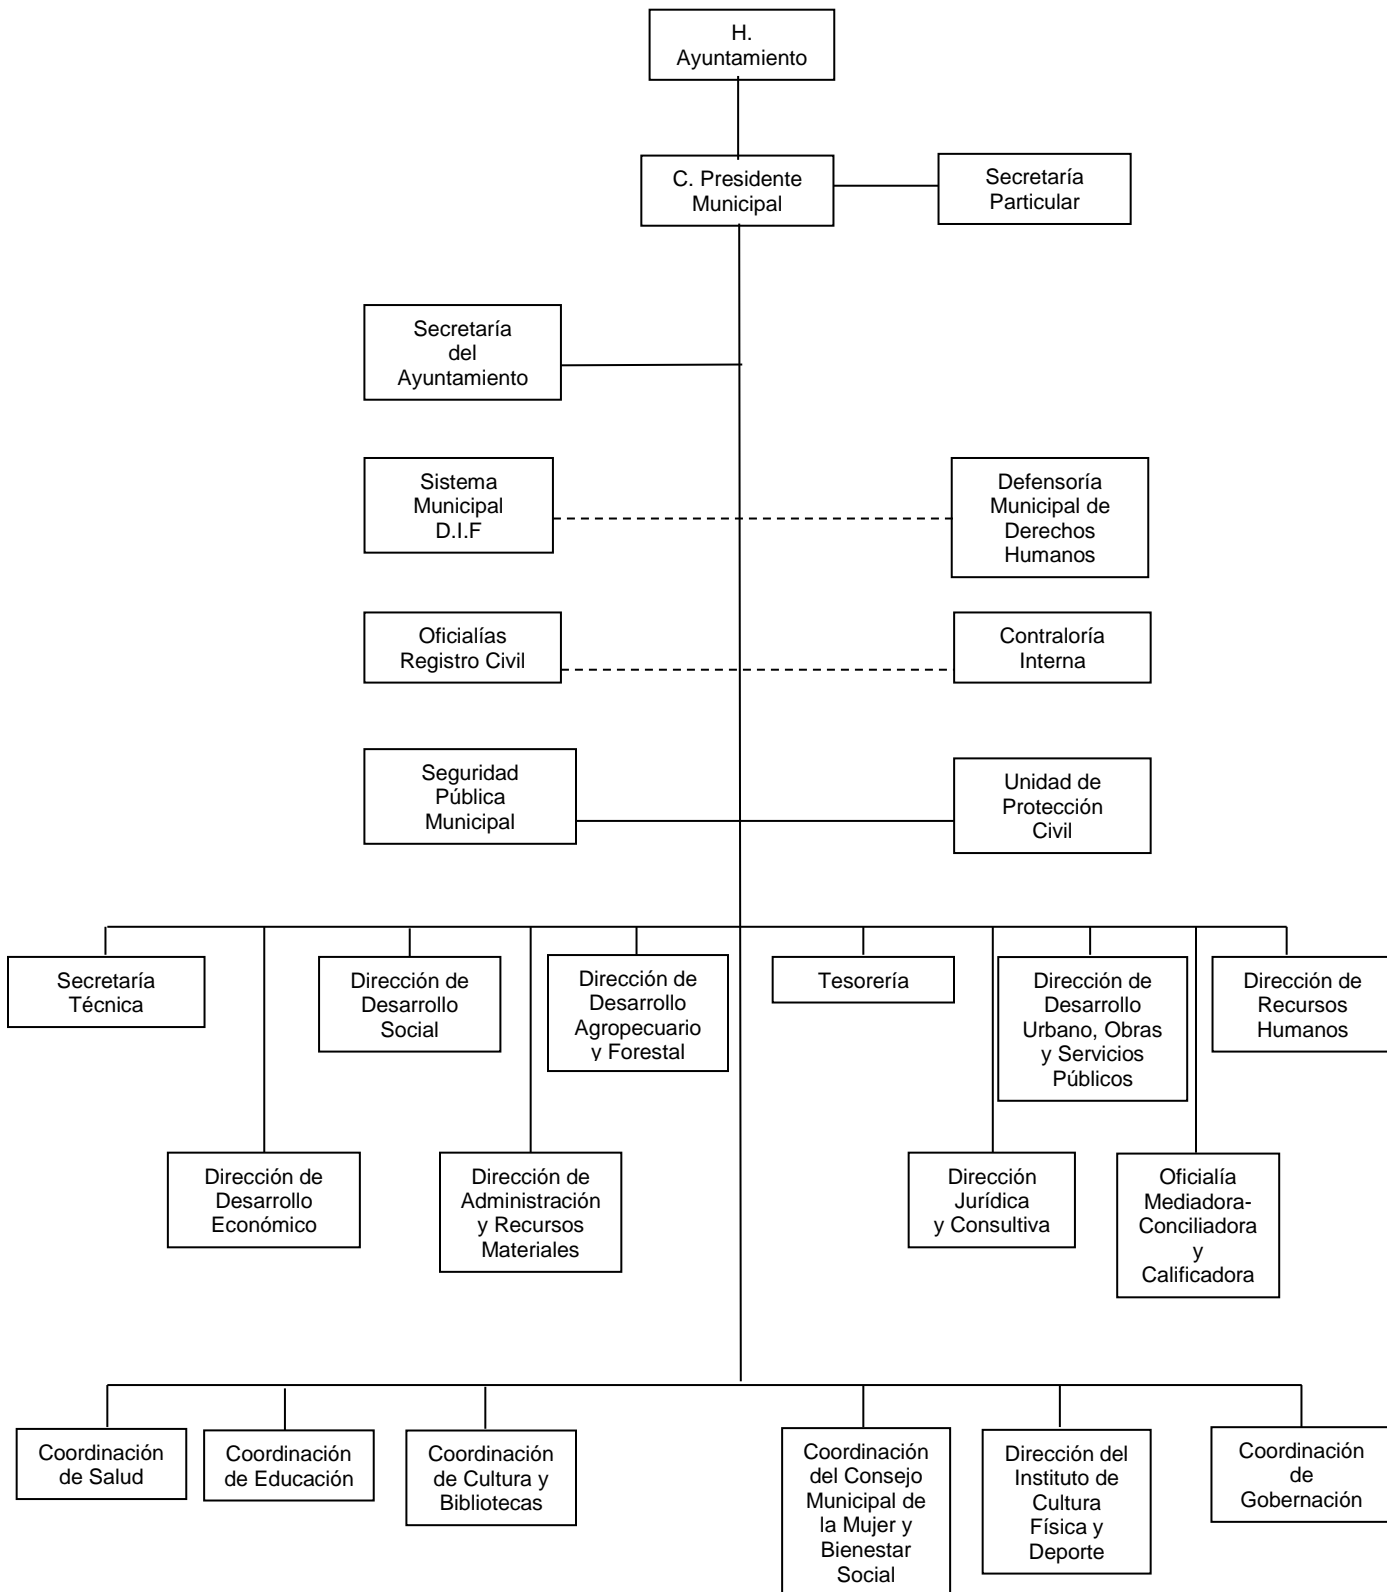 H.
Ayuntamiento
C. Presidente
Municipal
Secretaría
Particular
Secretaría
del
Ayuntamiento
Sistema
Municipal
D.I.F
Defensoría
Municipal de
Derechos
Humanos
Oficialías
Registro Civil
Contraloría
Interna
Seguridad
Pública
Municipal
Unidad de
Protección
Civil
Secretaría
Técnica
Dirección de
Desarrollo
Social
Dirección de
Desarrollo
Agropecuario
y Forestal
Tesorería
Dirección de
Desarrollo
Urbano, Obras
y Servicios
Públicos
Dirección de
Recursos
Humanos
Dirección de
Desarrollo
Económico
Dirección de
Administración
y Recursos
Materiales
Dirección
Jurídica
y Consultiva
Oficialía
Mediadora-
Conciliadora
y
Calificadora
Coordinación
de Salud
Coordinación
de Educación
Coordinación
de Cultura y
Bibliotecas
Coordinación
del Consejo
Municipal de
la Mujer y
Bienestar
Social
Dirección del
Instituto de
Cultura
Física y
Deporte
Coordinación
de
Gobernación